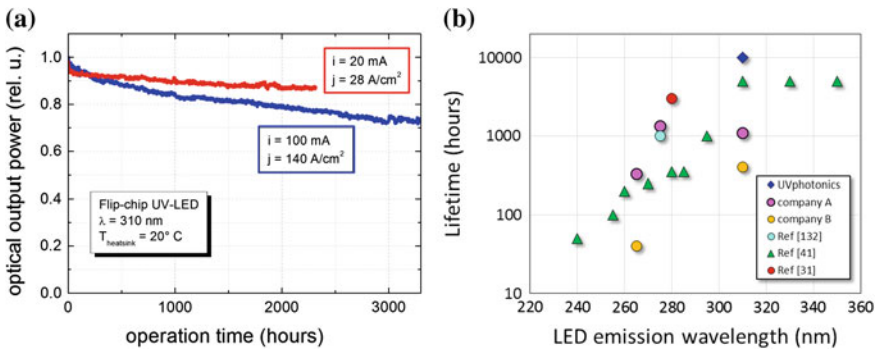 (a)
optical output power (rel. u.)
1.0
0.8
0.6
0.4
0.2
0.0
i = 20 mA
j = 28 A/cm²
i = 100 mA
j = 140 A/cm²
Flip-chip UV-LED
λ = 310 nm
T heatsink = 20° C
0 1000 2000 3000
operation time (hours)
(b)
Lifetime (hours)
10000
1000
100
10
UVphotonics
company A
company B
Ref [132]
Ref [41]
Ref [31]
220 240 260 280 300 320 340 360
LED emission wavelength (nm)